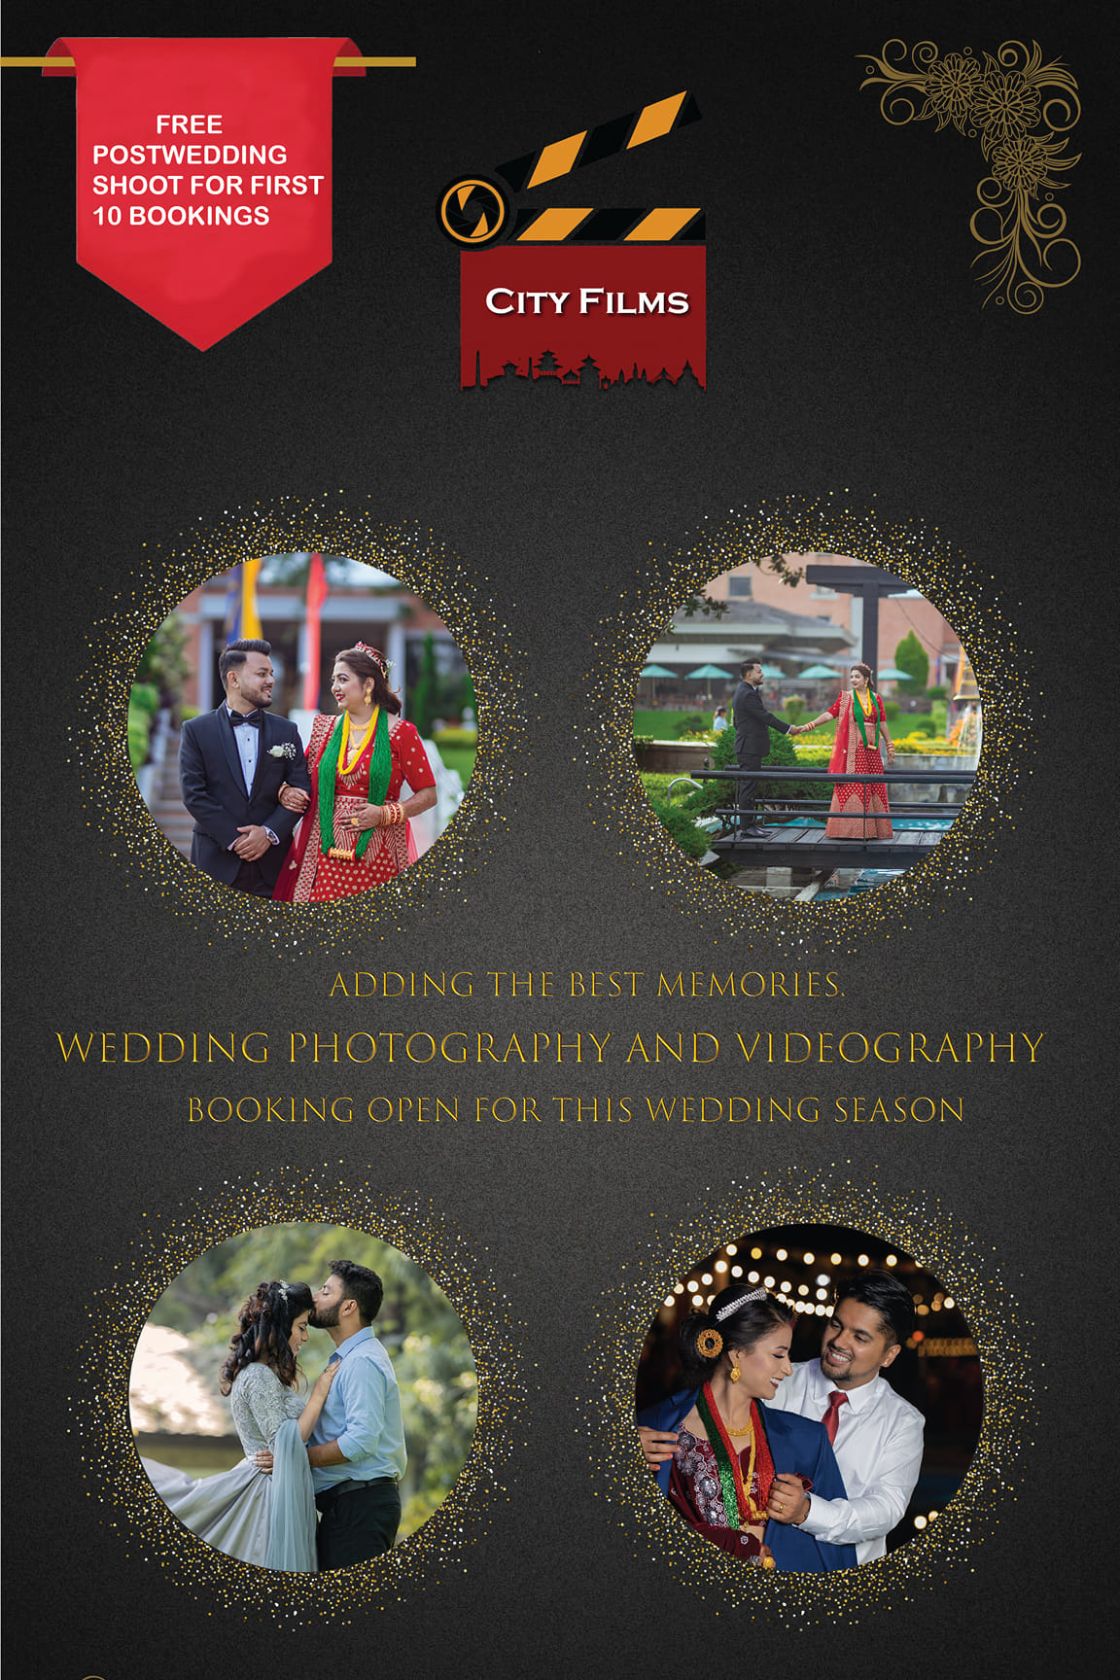 FREE
POSTWEDDING
SHOOT FOR FIRST
10 BOOKINGS
CITY FILMS
ADDING THE BEST MEMORIES,
WEDDING PHOTOGRAPHY AND VIDEOGRAPHY
BOOKING OPEN FOR THIS WEDDING SEASON